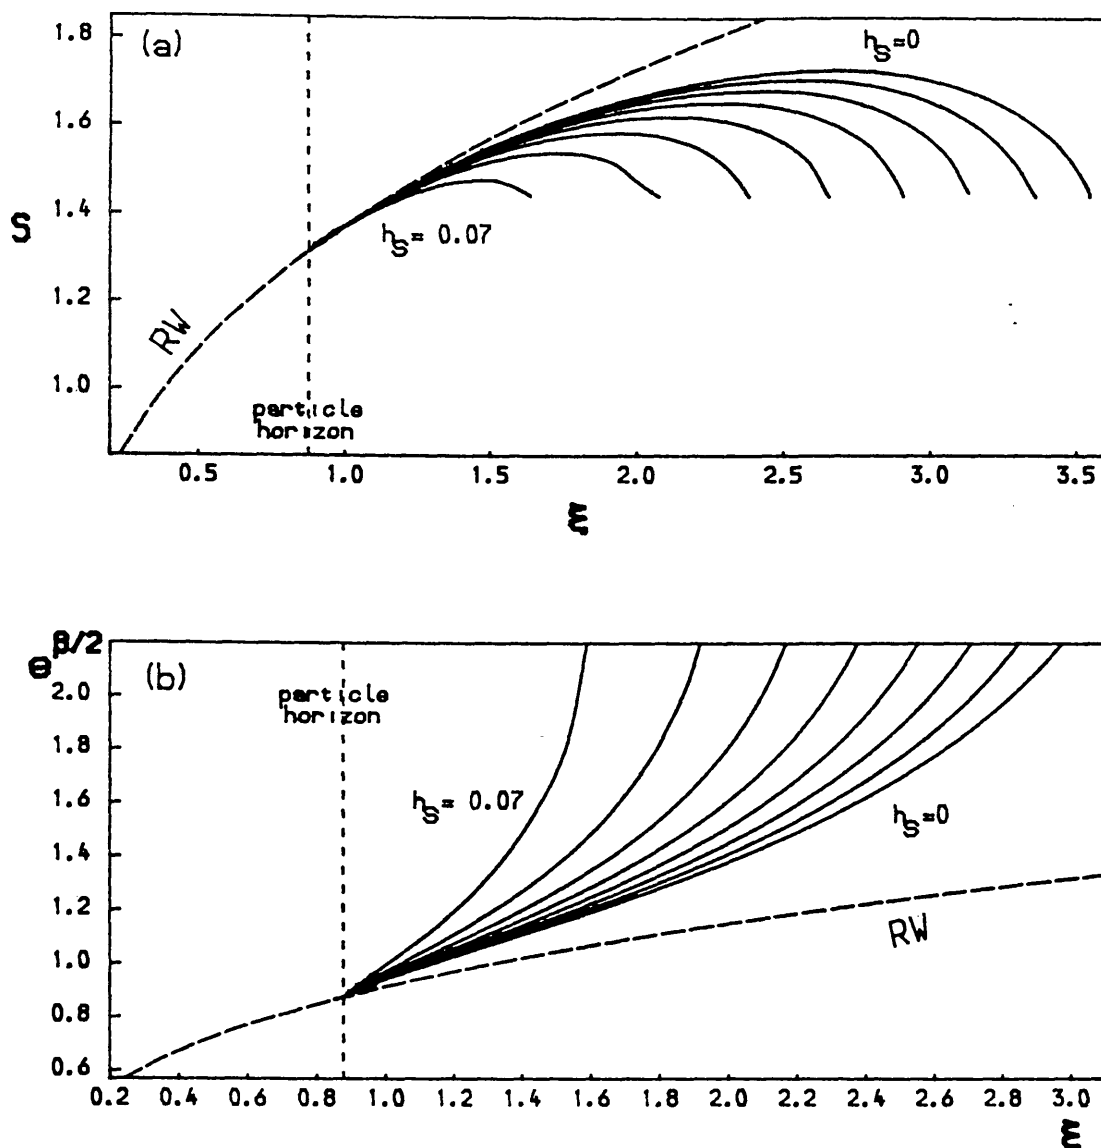 (a)
1.8
1.6
1.4
1.2
1.0
S
h_S=0
h_S= 0.07
RW
particle
horizon
0.5 1.0 1.5 2.0 2.5 3.0 3.5
ξ
Θ^β/2
(b)
2.0
1.8
1.6
1.4
1.2
1.0
0.8
0.6
particle
horizon
h_S= 0.07
h_S=0
RW
0.2 0.4 0.6 0.8 1.0 1.2 1.4 1.6 1.8 2.0 2.2 2.4 2.6 2.8 3.0
ξ